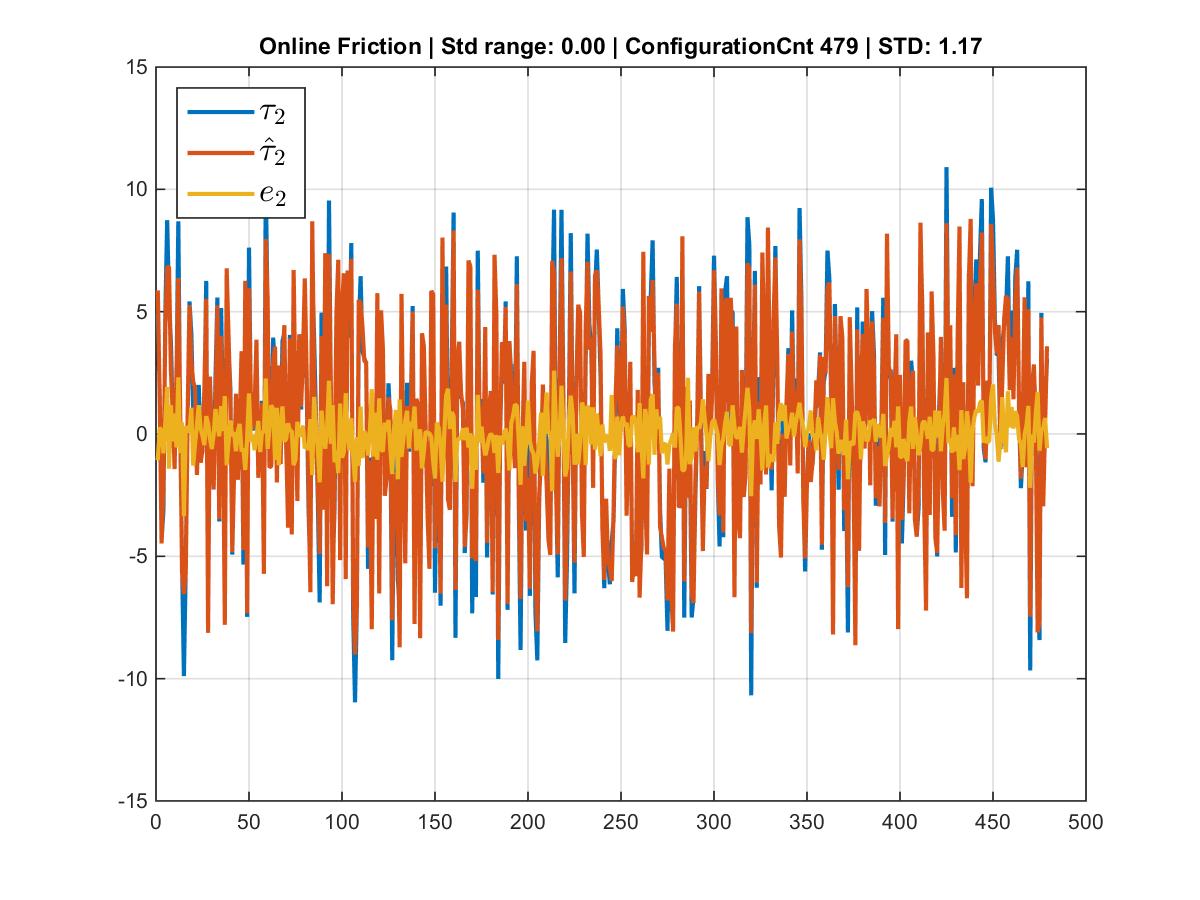 Online Friction | Std range: 0.00 | ConfigurationCnt 479 | STD: 1.17
15
τ₂
τ̂₂
e₂
10
5
0
-5
-10
-15
0 50 100 150 200 250 300 350 400 450 500